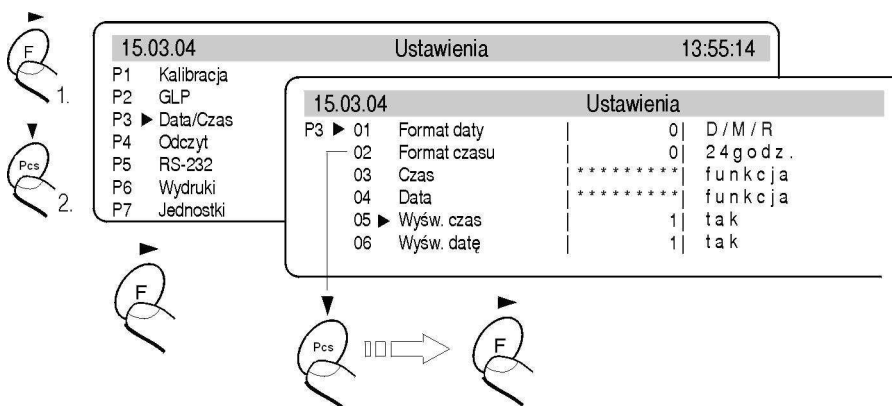 F
1.
Pcs
2.
15.03.04 Ustawienia 13:55:14
P1 Kalibracja
P2 GLP
P3 ▶ Data/Czas
P4 Odczyt
P5 RS-232
P6 Wydruki
P7 Jednostki
15.03.04 Ustawienia
P3 ▶ 01 Format daty | 0| D/M/R
02 Format czasu | 0| 24godz.
03 Czas |*********| funkcja
04 Data |*********| funkcja
05 ▶ Wyśw. czas | 1| tak
06 Wyśw. datę | 1| tak
F
Pcs
F